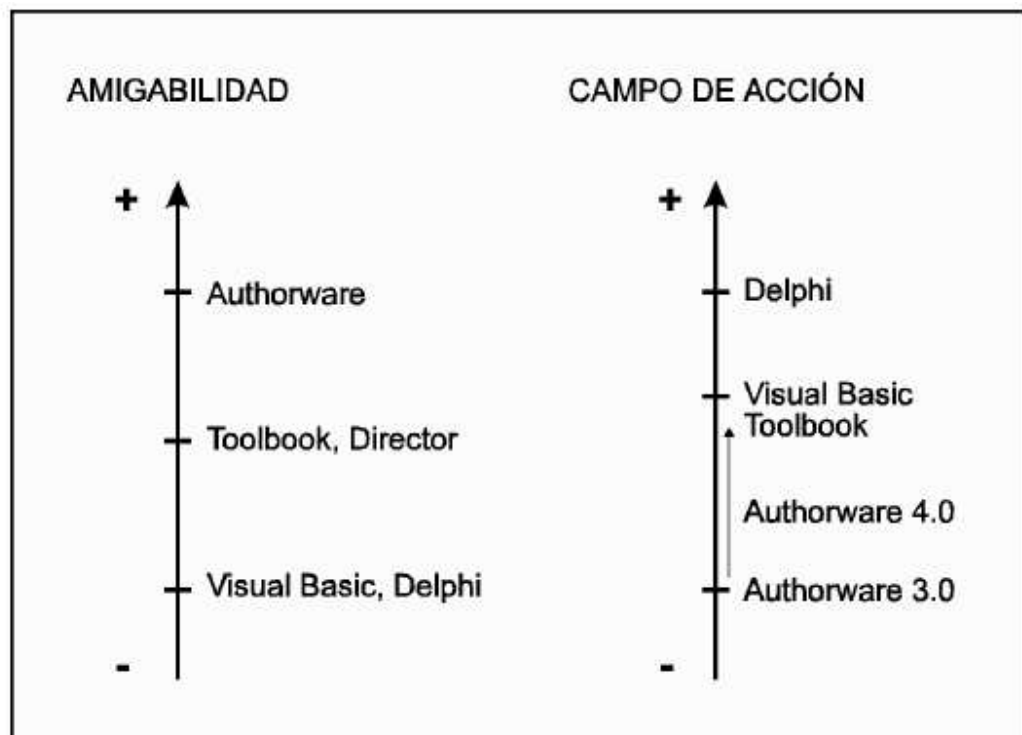 AMIGABILIDAD
+
Authorware
Toolbook, Director
Visual Basic, Delphi
-
CAMPO DE ACCIÓN
+
Delphi
Visual Basic
Toolbook
Authorware 4.0
Authorware 3.0
-